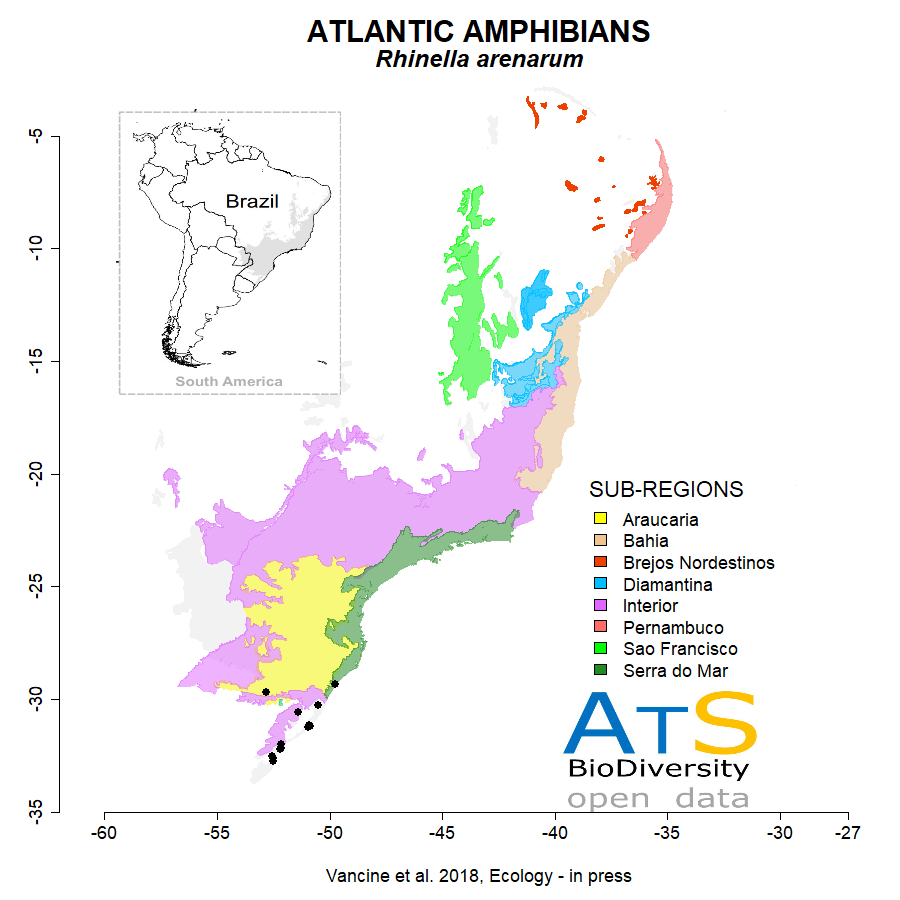 ATLANTIC AMPHIBIANS
Rhinella arenarum
Brazil
South America
-5
-10
-15
-20
-25
-30
-35
SUB-REGIONS
Araucaria
Bahia
Brejos Nordestinos
Diamantina
Interior
Pernambuco
Sao Francisco
Serra do Mar
ATS
BioDiversity
open data
-60
-55
-50
-45
-40
-35
-30
-27
Vancine et al. 2018, Ecology - in press